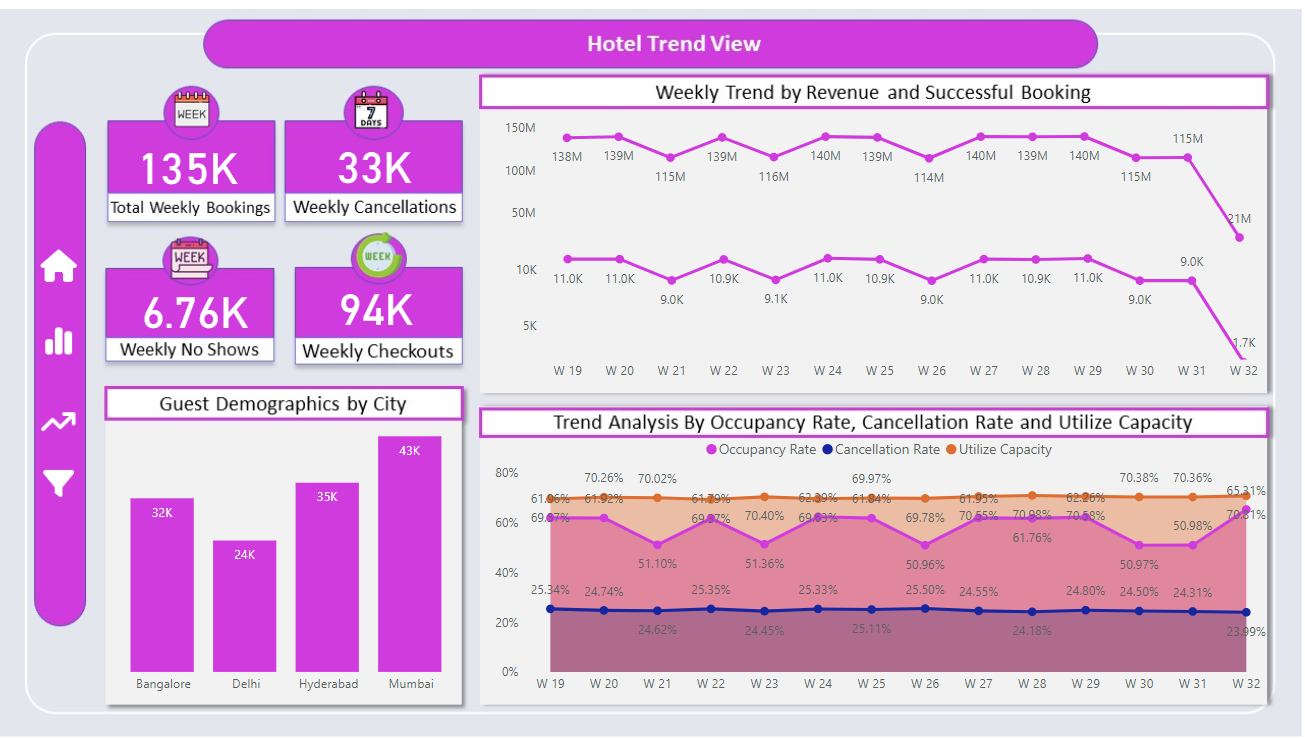 Hotel Trend View
WEEK
7
DAYS
135K
33K
Total Weekly Bookings
Weekly Cancellations
WEEK
WEEK
6.76K
94K
Weekly No Shows
Weekly Checkouts
Guest Demographics by City
32K
24K
35K
43K
Bangalore Delhi Hyderabad Mumbai
Weekly Trend by Revenue and Successful Booking
150M
100M
50M
138M 139M 115M 139M 116M 140M 139M 114M 140M 139M 140M 115M 115M 21M
10K
5K
11.0K 11.0K 9.0K 10.9K 9.1K 11.0K 10.9K 9.0K 11.0K 10.9K 11.0K 9.0K 9.0K 1.7K
W 19 W 20 W 21 W 22 W 23 W 24 W 25 W 26 W 27 W 28 W 29 W 30 W 31 W 32
Trend Analysis By Occupancy Rate, Cancellation Rate and Utilize Capacity
Occupancy Rate Cancellation Rate Utilize Capacity
80%
60%
40%
20%
0%
70.26% 70.02% 69.97% 70.38% 70.36%
61.96% 61.92% 61.79% 61.84% 61.95% 62.26% 65.31%
69.37% 70.40% 69.63% 69.78% 70.55% 70.98% 70.58% 70.81%
61.76% 50.98%
51.10% 51.36% 50.96% 50.97%
25.34% 24.74% 25.35% 25.33% 25.50% 24.55% 24.80% 24.50% 24.31%
24.62% 24.45% 25.11% 24.18% 23.99%
W 19 W 20 W 21 W 22 W 23 W 24 W 25 W 26 W 27 W 28 W 29 W 30 W 31 W 32